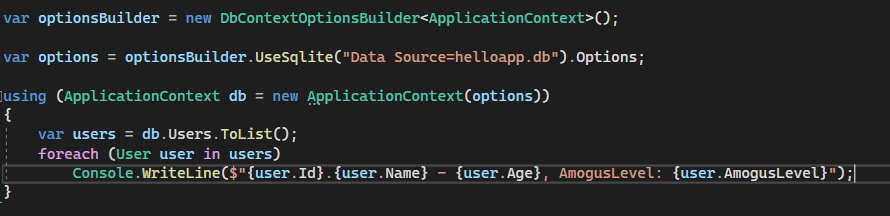 var optionsBuilder = new DbContextOptionsBuilder<ApplicationContext>();
var options = optionsBuilder.UseSqlite("Data Source=helloapp.db").Options;
using (ApplicationContext db = new ApplicationContext(options))
{
    var users = db.Users.ToList();
    foreach (User user in users)
        Console.WriteLine($"{user.Id}.{user.Name} - {user.Age}, AmogusLevel: {user.AmogusLevel}");
}